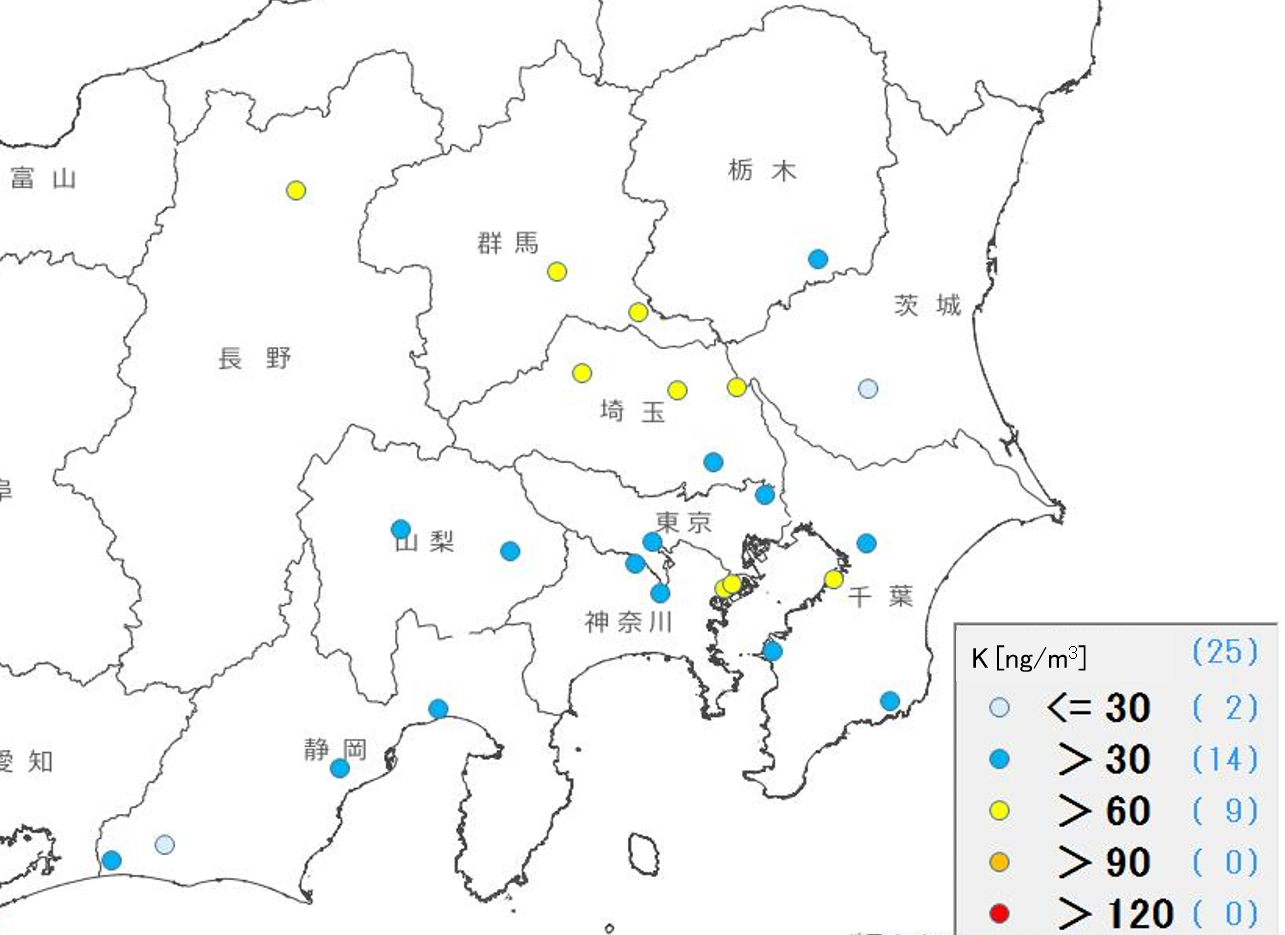 富山
栃木
群馬
茨城
長野
埼玉
東京
山梨
千葉
神奈川
静岡
愛知
K [ng/m³] (25)
<= 30 ( 2)
> 30 (14)
> 60 ( 9)
> 90 ( 0)
> 120 ( 0)